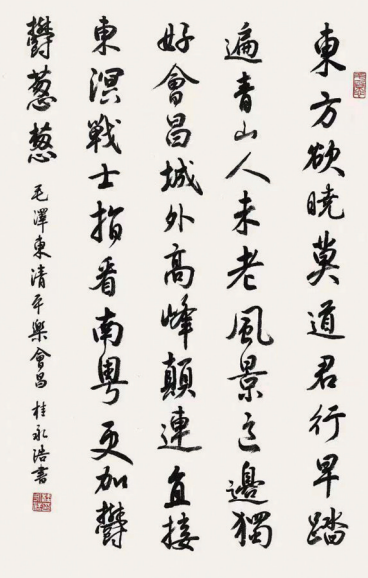 東方欲曉莫道君行早踏
遍青山人未老風景這邊獨
好會昌城外高峰顛連直接
東溟戰士指看南粵更加鬱
鬱葱葱 毛澤東清平樂會昌 桂永浩書